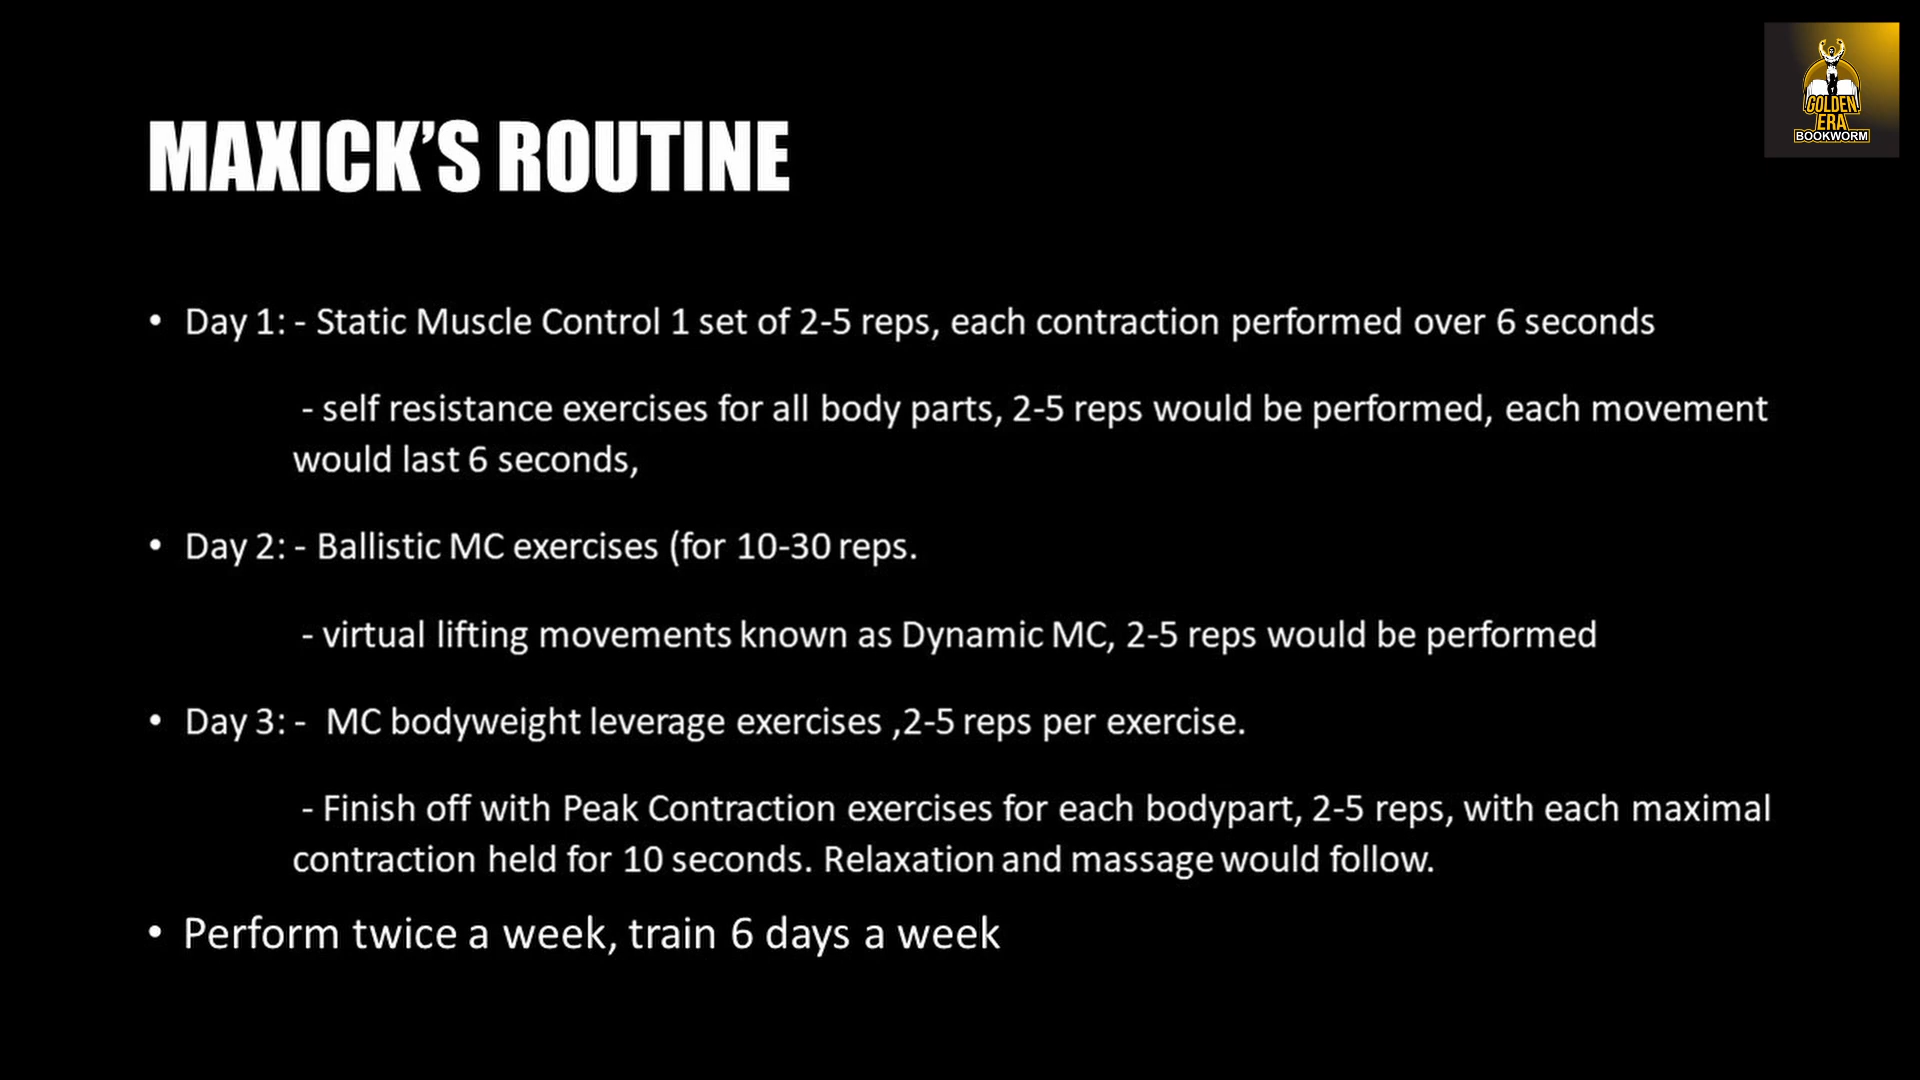 GOLDEN
ERA
BOOKWORM
MAXICK’S ROUTINE
• Day 1: - Static Muscle Control 1 set of 2-5 reps, each contraction performed over 6 seconds
- self resistance exercises for all body parts, 2-5 reps would be performed, each movement
would last 6 seconds,
• Day 2: - Ballistic MC exercises (for 10-30 reps.
- virtual lifting movements known as Dynamic MC, 2-5 reps would be performed
• Day 3: - MC bodyweight leverage exercises ,2-5 reps per exercise.
- Finish off with Peak Contraction exercises for each bodypart, 2-5 reps, with each maximal
contraction held for 10 seconds. Relaxation and massage would follow.
• Perform twice a week, train 6 days a week